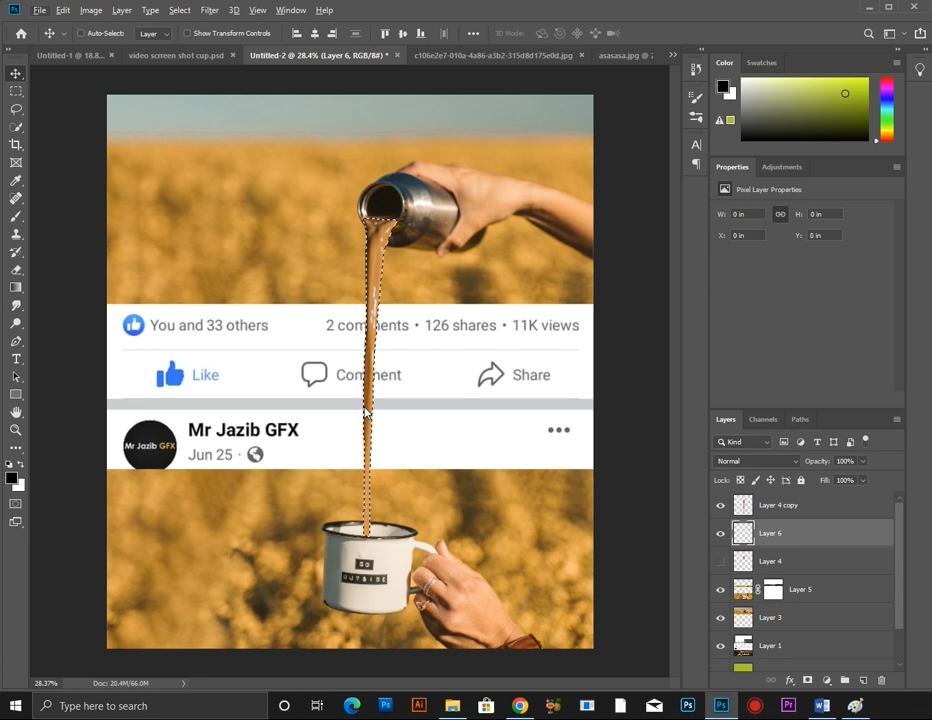 Ps File Edit Image Layer Type Select Filter 3D View Window Help
Auto-Select: Layer Show Transform Controls 3D Mode:
Untitled-1 @ 18.8... × video screen shot cup.psd × Untitled-2 @ 28.4% (Layer 6, RGB/8#) * × c106e2e7-010a-4a86-a3b2-315d8d175e0d.jpg × asasasa.jpg @
Color Swatches
Properties Adjustments
Pixel Layer Properties
W: 0 in H: 0 in
X: 0 in Y: 0 in
You and 33 others 2 comments • 126 shares • 11K views
Like Comment Share
Mr Jazib GFX
Mr Jazib GFX
Jun 25 ·
GO
OUTSIDE
Layers Channels Paths
Kind
Normal Opacity: 100%
Lock: Fill: 100%
Layer 4 copy
Layer 6
Layer 4
Layer 5
Layer 3
Layer 1
28.37% Doc: 20.4M/66.0M
Type here to search
Ps Ai Ps Ps Pr W